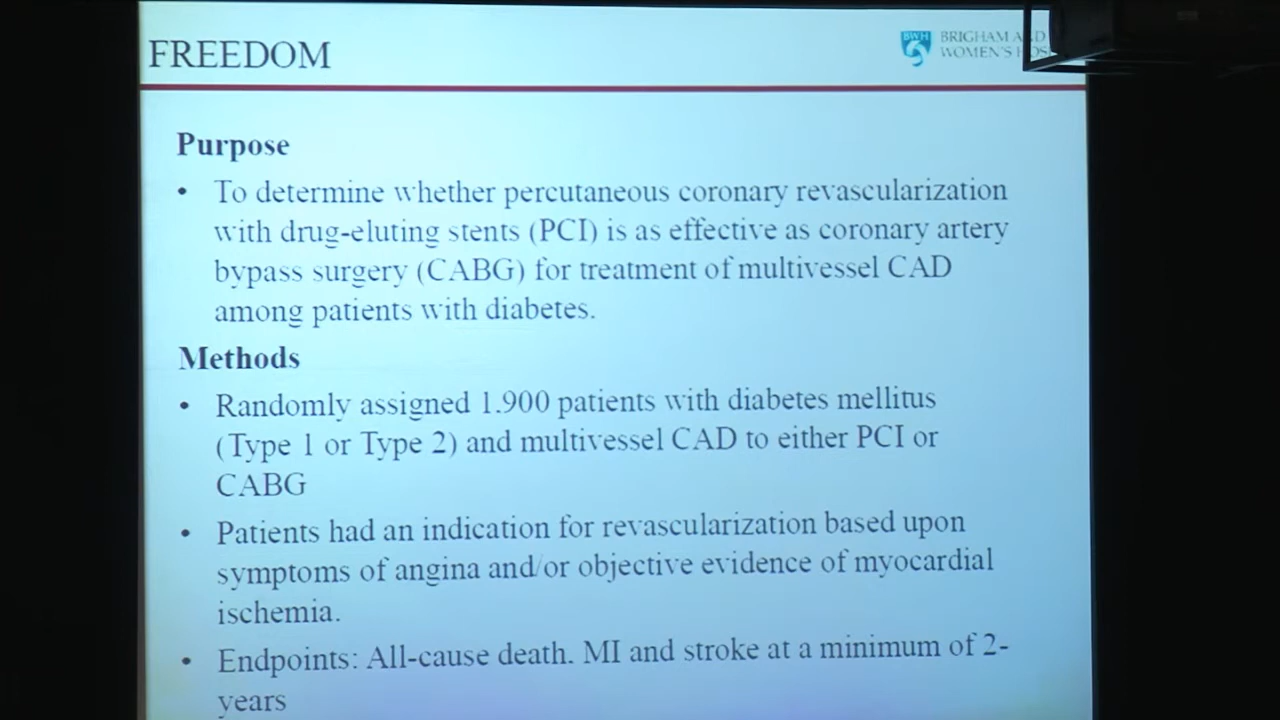 FREEDOM
BWH
BRIGHAM AND
WOMEN'S HOS
Purpose
• To determine whether percutaneous coronary revascularization
with drug-eluting stents (PCI) is as effective as coronary artery
bypass surgery (CABG) for treatment of multivessel CAD
among patients with diabetes.
Methods
• Randomly assigned 1.900 patients with diabetes mellitus
(Type 1 or Type 2) and multivessel CAD to either PCI or
CABG
• Patients had an indication for revascularization based upon
symptoms of angina and/or objective evidence of myocardial
ischemia.
• Endpoints: All-cause death. MI and stroke at a minimum of 2-
years